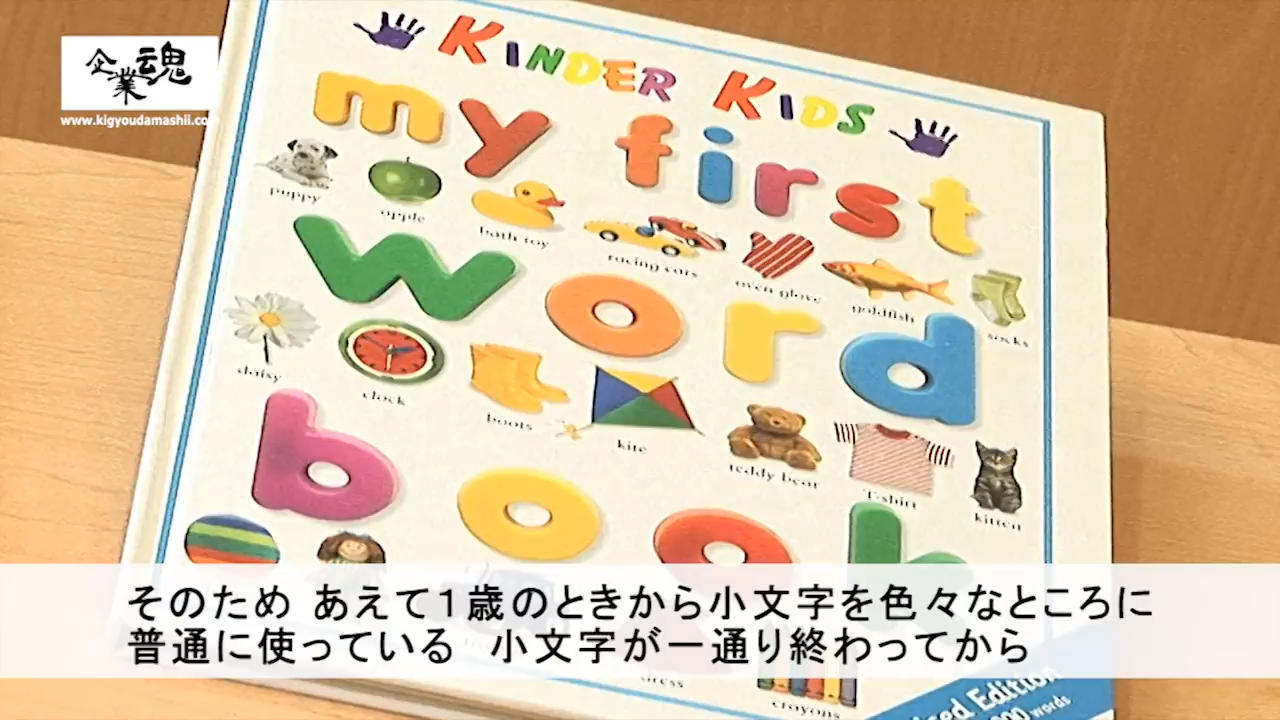 企業魂
www.kigyoudamashii.co
KINDER KIDS
my first
puppy
apple
bath toy
racing cars
oven glove
goldfish
socks
word
daisy
clock
boots
kite
teddy bear
T-shirt
kitten
book
そのため あえて１歳のときから小文字を色々なところに
普通に使っている 小文字が一通り終わってから
crayons
Edition
words